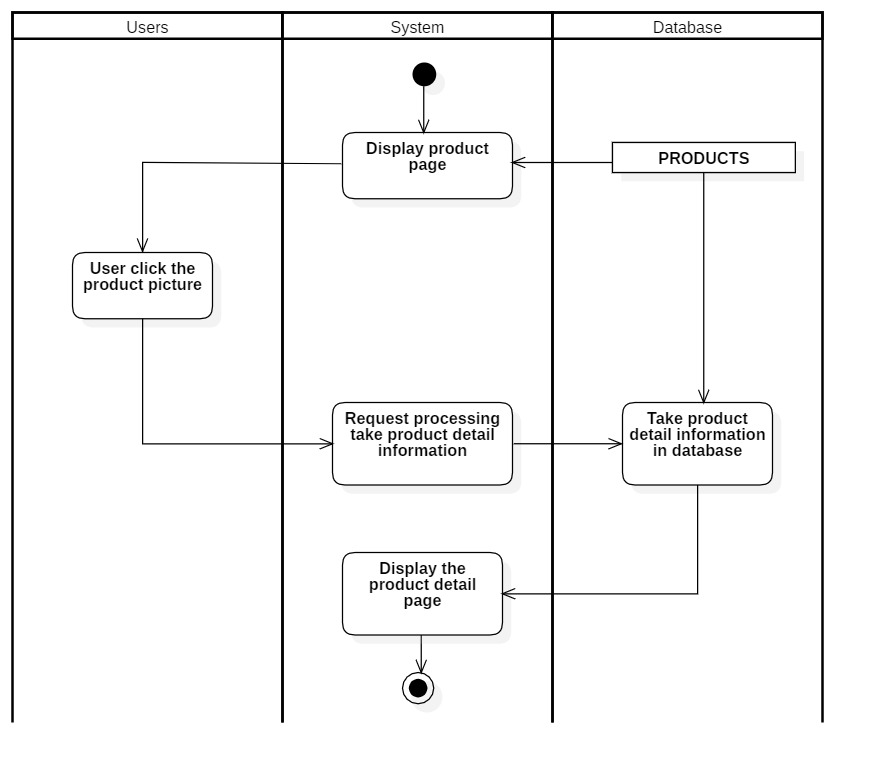 Users
System
Database
Display product
page
PRODUCTS
User click the
product picture
Request processing
take product detail
information
Take product
detail information
in database
Display the
product detail
page